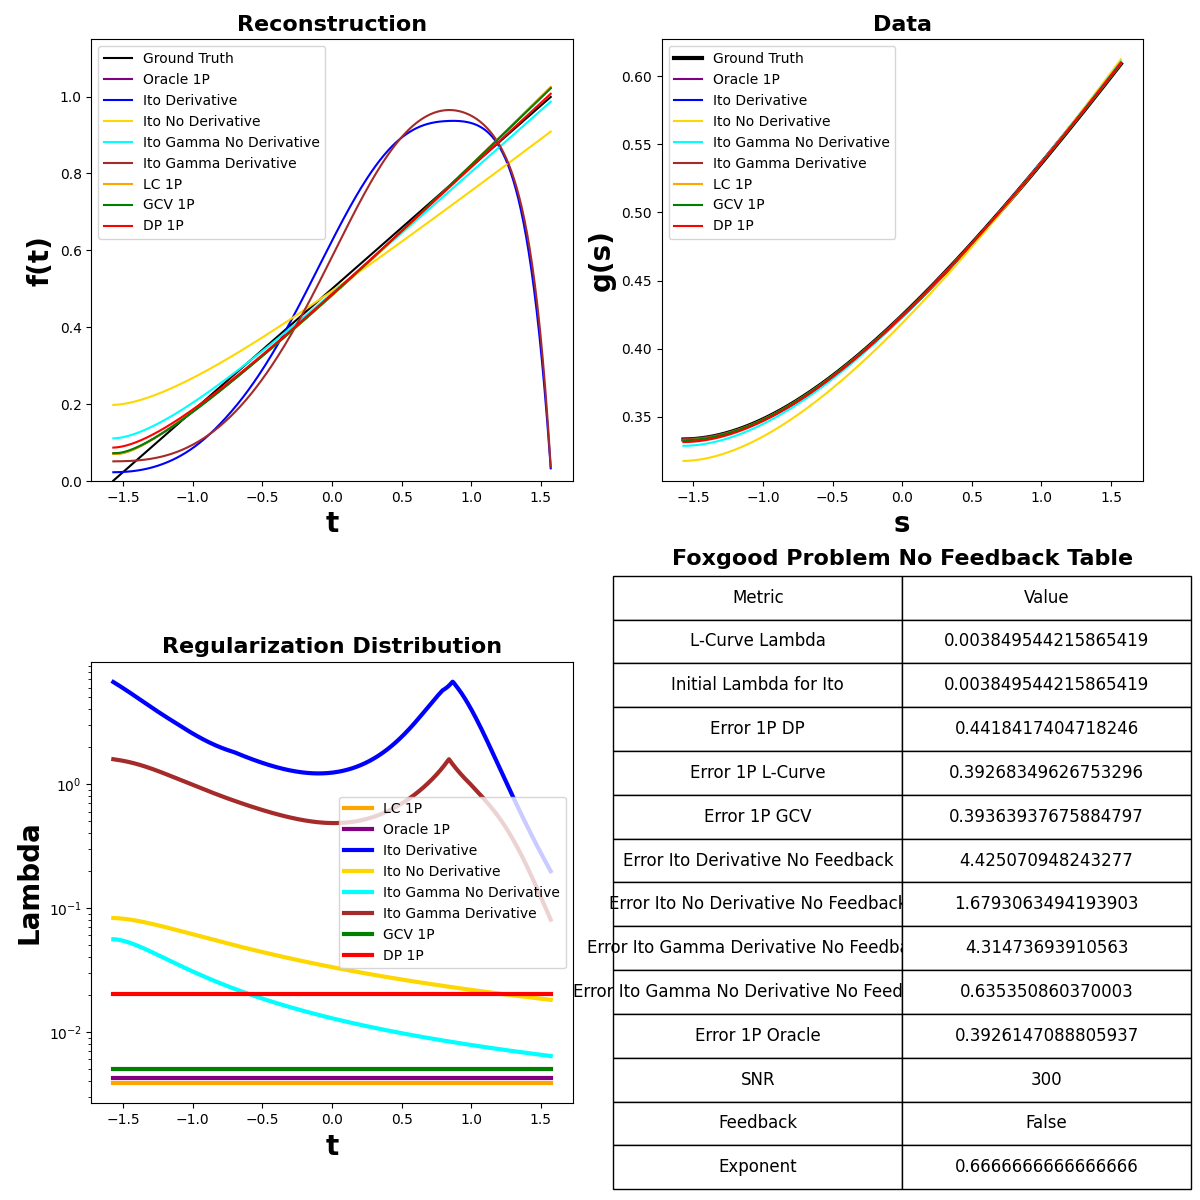 Reconstruction
Ground Truth
Oracle 1P
Ito Derivative
Ito No Derivative
Ito Gamma No Derivative
Ito Gamma Derivative
LC 1P
GCV 1P
DP 1P
f(t)
1.0
0.8
0.6
0.4
0.2
0.0
−1.5 −1.0 −0.5 0.0 0.5 1.0 1.5
t
Data
Ground Truth
Oracle 1P
Ito Derivative
Ito No Derivative
Ito Gamma No Derivative
Ito Gamma Derivative
LC 1P
GCV 1P
DP 1P
g(s)
0.60
0.55
0.50
0.45
0.40
0.35
−1.5 −1.0 −0.5 0.0 0.5 1.0 1.5
s
Regularization Distribution
Lambda
10⁰
10⁻¹
10⁻²
LC 1P
Oracle 1P
Ito Derivative
Ito No Derivative
Ito Gamma No Derivative
Ito Gamma Derivative
GCV 1P
DP 1P
−1.5 −1.0 −0.5 0.0 0.5 1.0 1.5
t
Foxgood Problem No Feedback Table
Metric Value
L-Curve Lambda 0.003849544215865419
Initial Lambda for Ito 0.003849544215865419
Error 1P DP 0.4418417404718246
Error 1P L-Curve 0.39268349626753296
Error 1P GCV 0.39363937675884797
Error Ito Derivative No Feedback 4.425070948243277
Error Ito No Derivative No Feedback 1.6793063494193903
Error Ito Gamma Derivative No Feedba 4.31473693910563
Error Ito Gamma No Derivative No Feed 0.635350860370003
Error 1P Oracle 0.3926147088805937
SNR 300
Feedback False
Exponent 0.6666666666666666